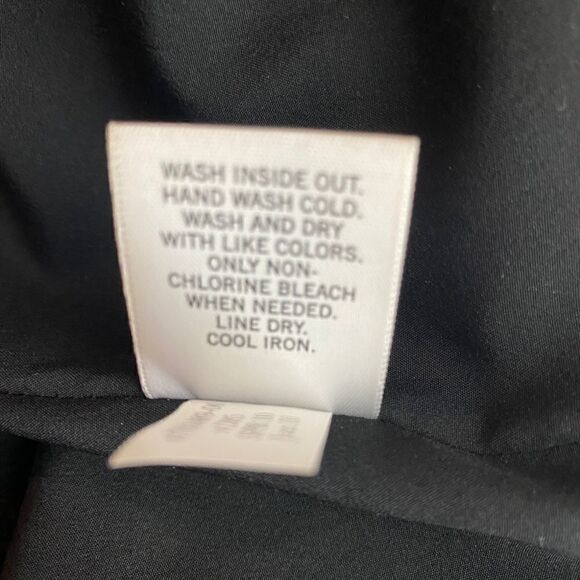 WASH INSIDE OUT.
HAND WASH COLD.
WASH AND DRY
WITH LIKE COLORS.
ONLY NON-
CHLORINE BLEACH
WHEN NEEDED.
LINE DRY.
COOL IRON.